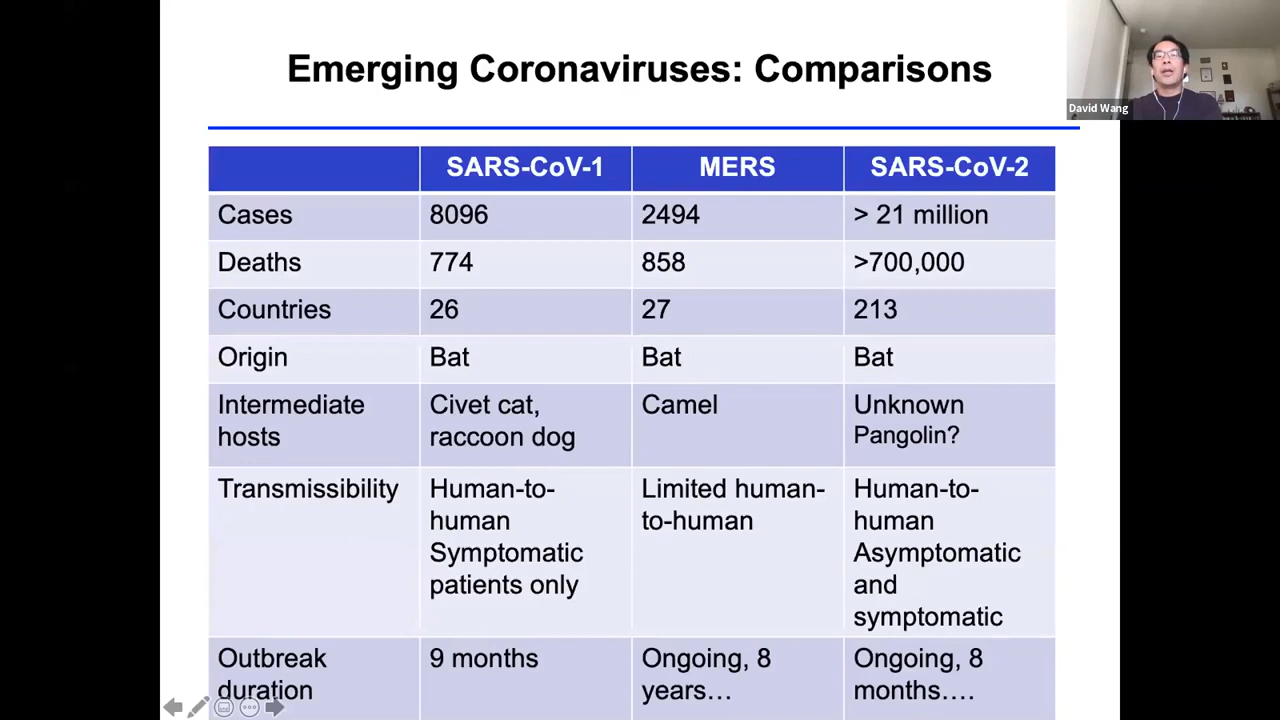 Emerging Coronaviruses: Comparisons
David Wang
SARS-CoV-1 MERS SARS-CoV-2
Cases 8096 2494 > 21 million
Deaths 774 858 >700,000
Countries 26 27 213
Origin Bat Bat Bat
Intermediate hosts Civet cat, raccoon dog Camel Unknown Pangolin?
Transmissibility Human-to-human Symptomatic patients only Limited human-to-human Human-to-human Asymptomatic and symptomatic
Outbreak duration 9 months Ongoing, 8 years… Ongoing, 8 months….